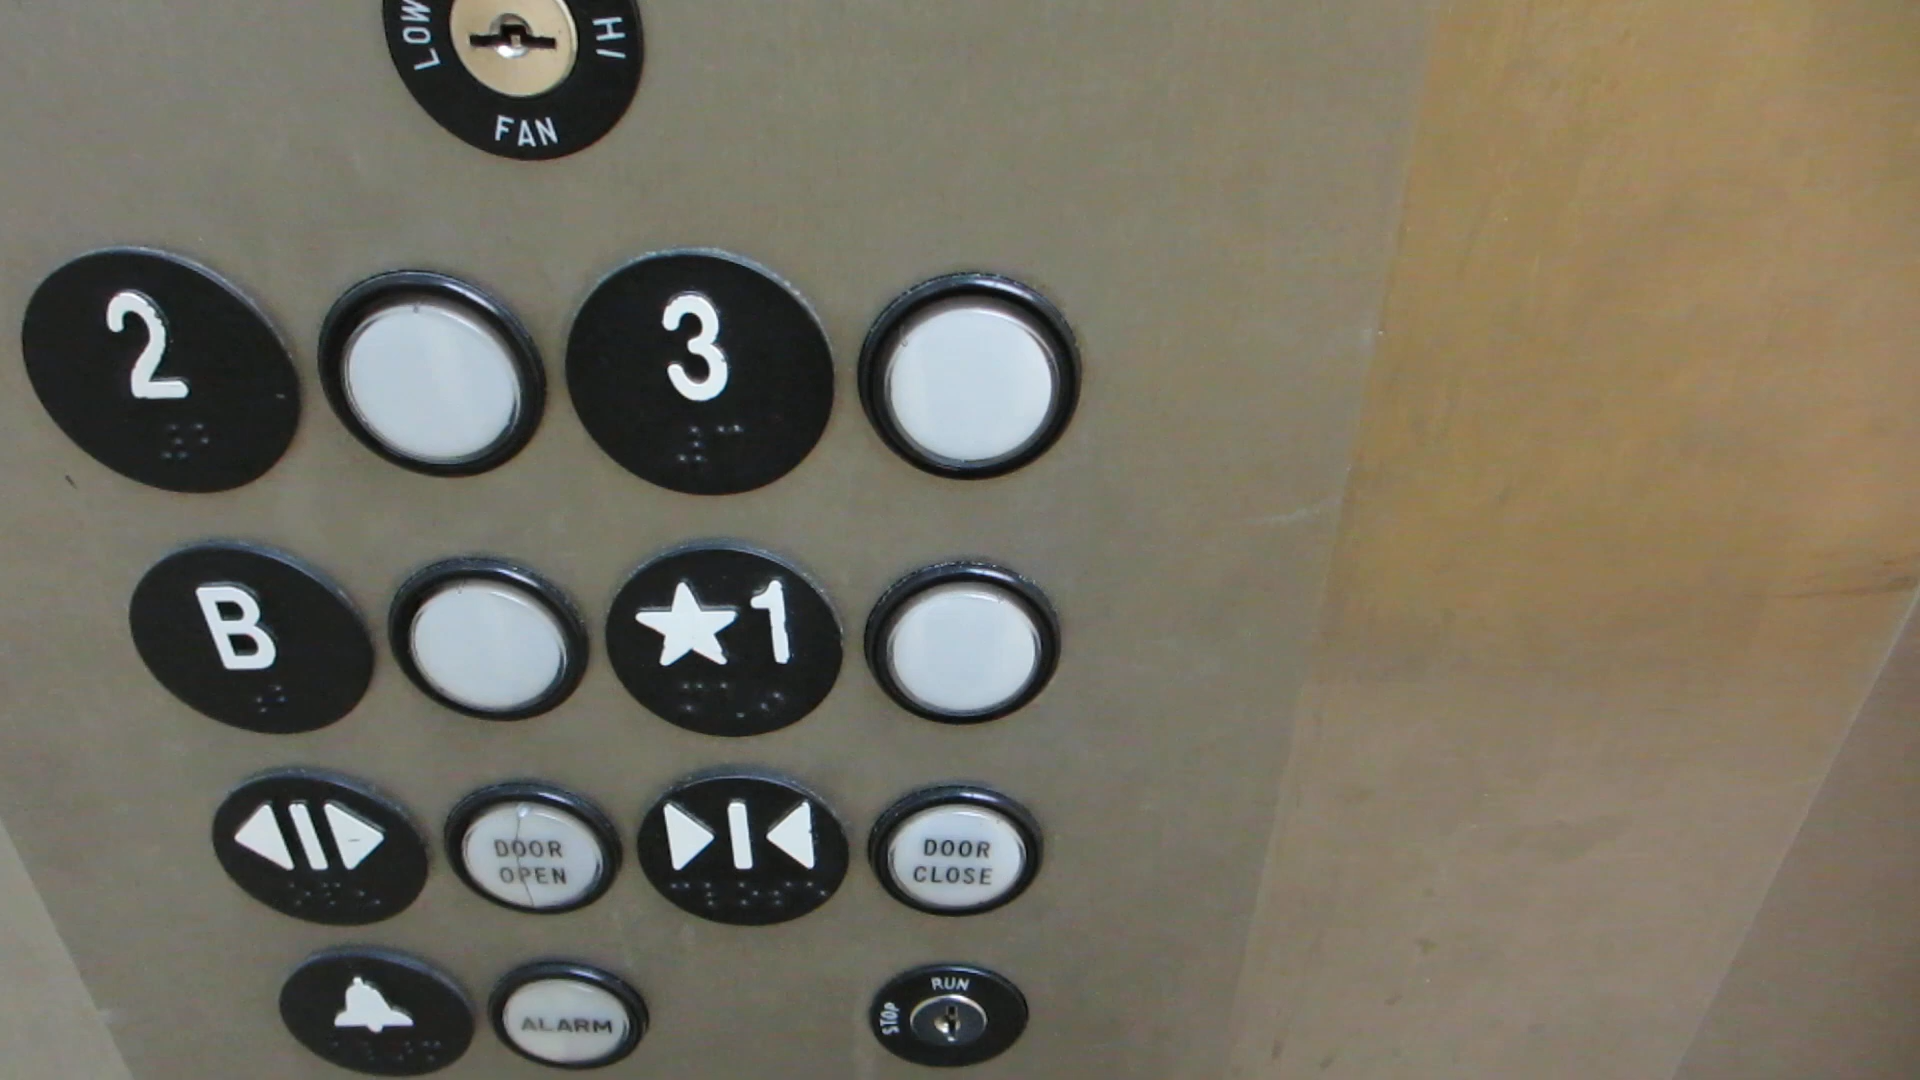 LOW HI
FAN
2 3
B ★1
DOOR
OPEN
DOOR
CLOSE
ALARM
RUN
STOP